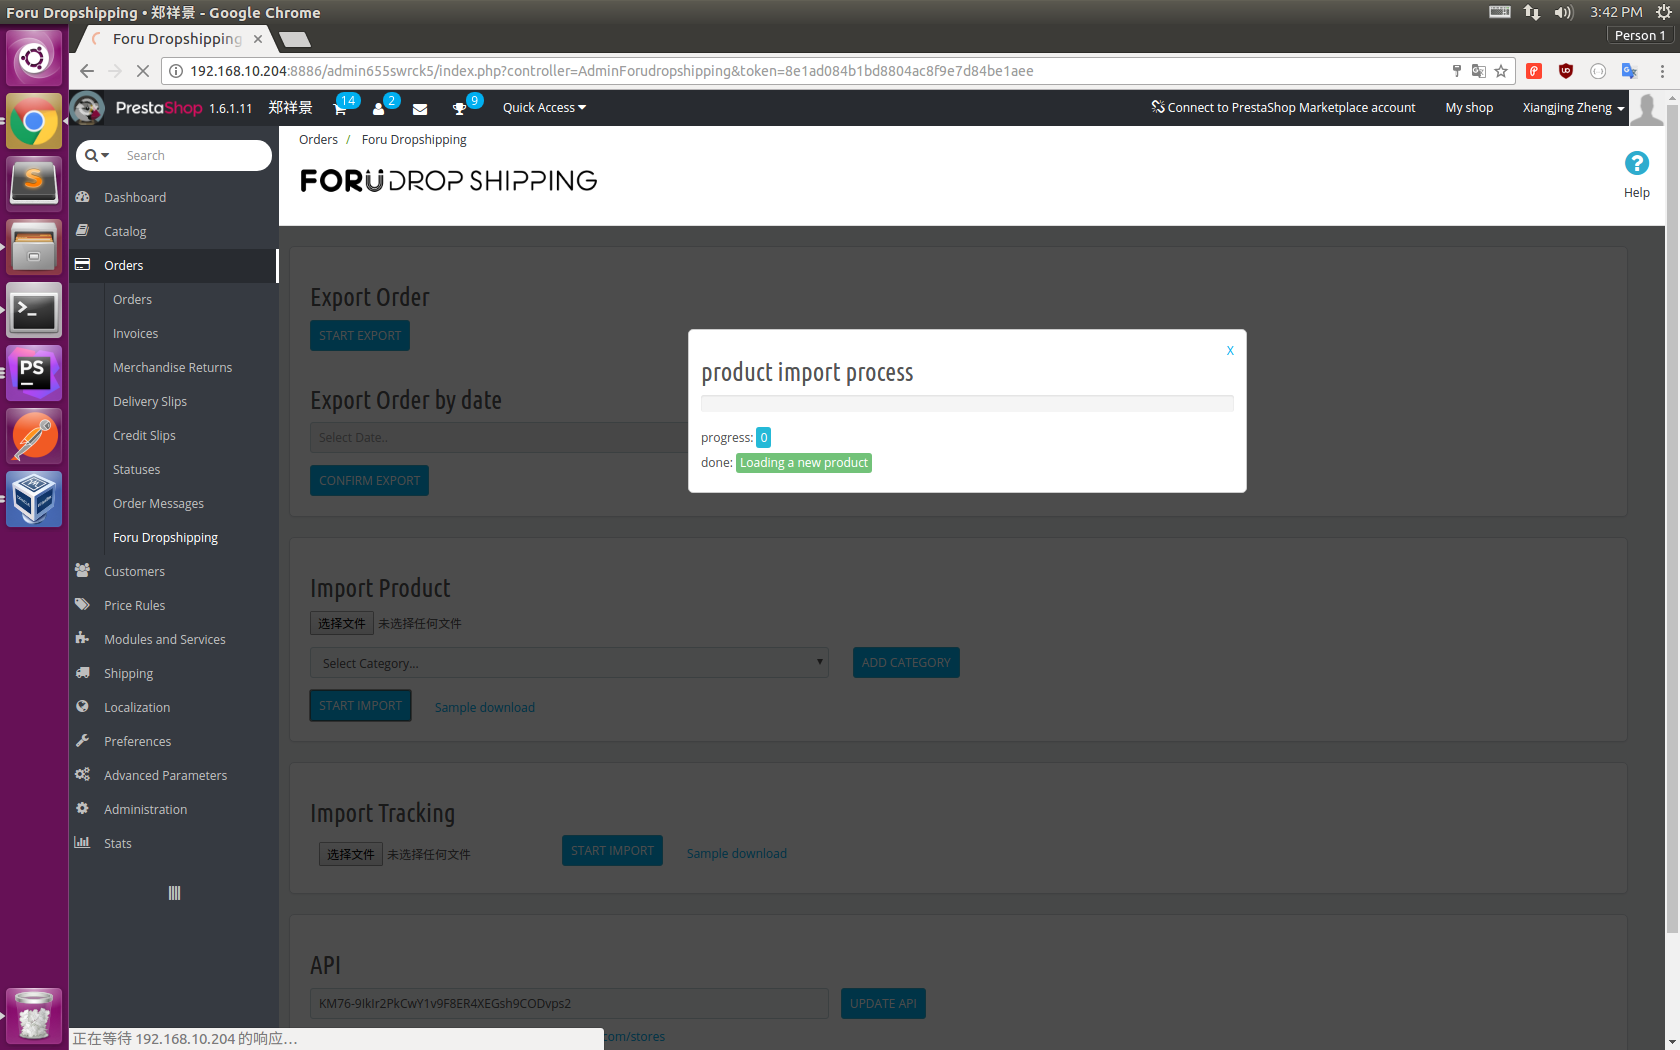 Foru Dropshipping • 郑祥景 - Google Chrome
3:42 PM
Foru Dropshipping
Person 1
192.168.10.204:8886/admin655swrck5/index.php?controller=AdminForudropshipping&token=8e1ad084b1bd8804ac8f9e7d84be1aee
PrestaShop 1.6.1.11 郑祥景 14 2 9 Quick Access
Connect to PrestaShop Marketplace account My shop Xiangjing Zheng
Search
Dashboard
Catalog
Orders
Orders
Invoices
Merchandise Returns
Delivery Slips
Credit Slips
Statuses
Order Messages
Foru Dropshipping
Customers
Price Rules
Modules and Services
Shipping
Localization
Preferences
Advanced Parameters
Administration
Stats
Orders / Foru Dropshipping
FORU DROP SHIPPING
Help
Export Order
START EXPORT
Export Order by date
Select Date..
CONFIRM EXPORT
X
product import process
progress: 0
done: Loading a new product
Import Product
选择文件 未选择任何文件
Select Category...
ADD CATEGORY
START IMPORT Sample download
Import Tracking
选择文件 未选择任何文件 START IMPORT Sample download
API
KM76-9IkIr2PkCwY1v9F8ER4XEGsh9CODvps2 UPDATE API
com/stores
正在等待 192.168.10.204 的响应...